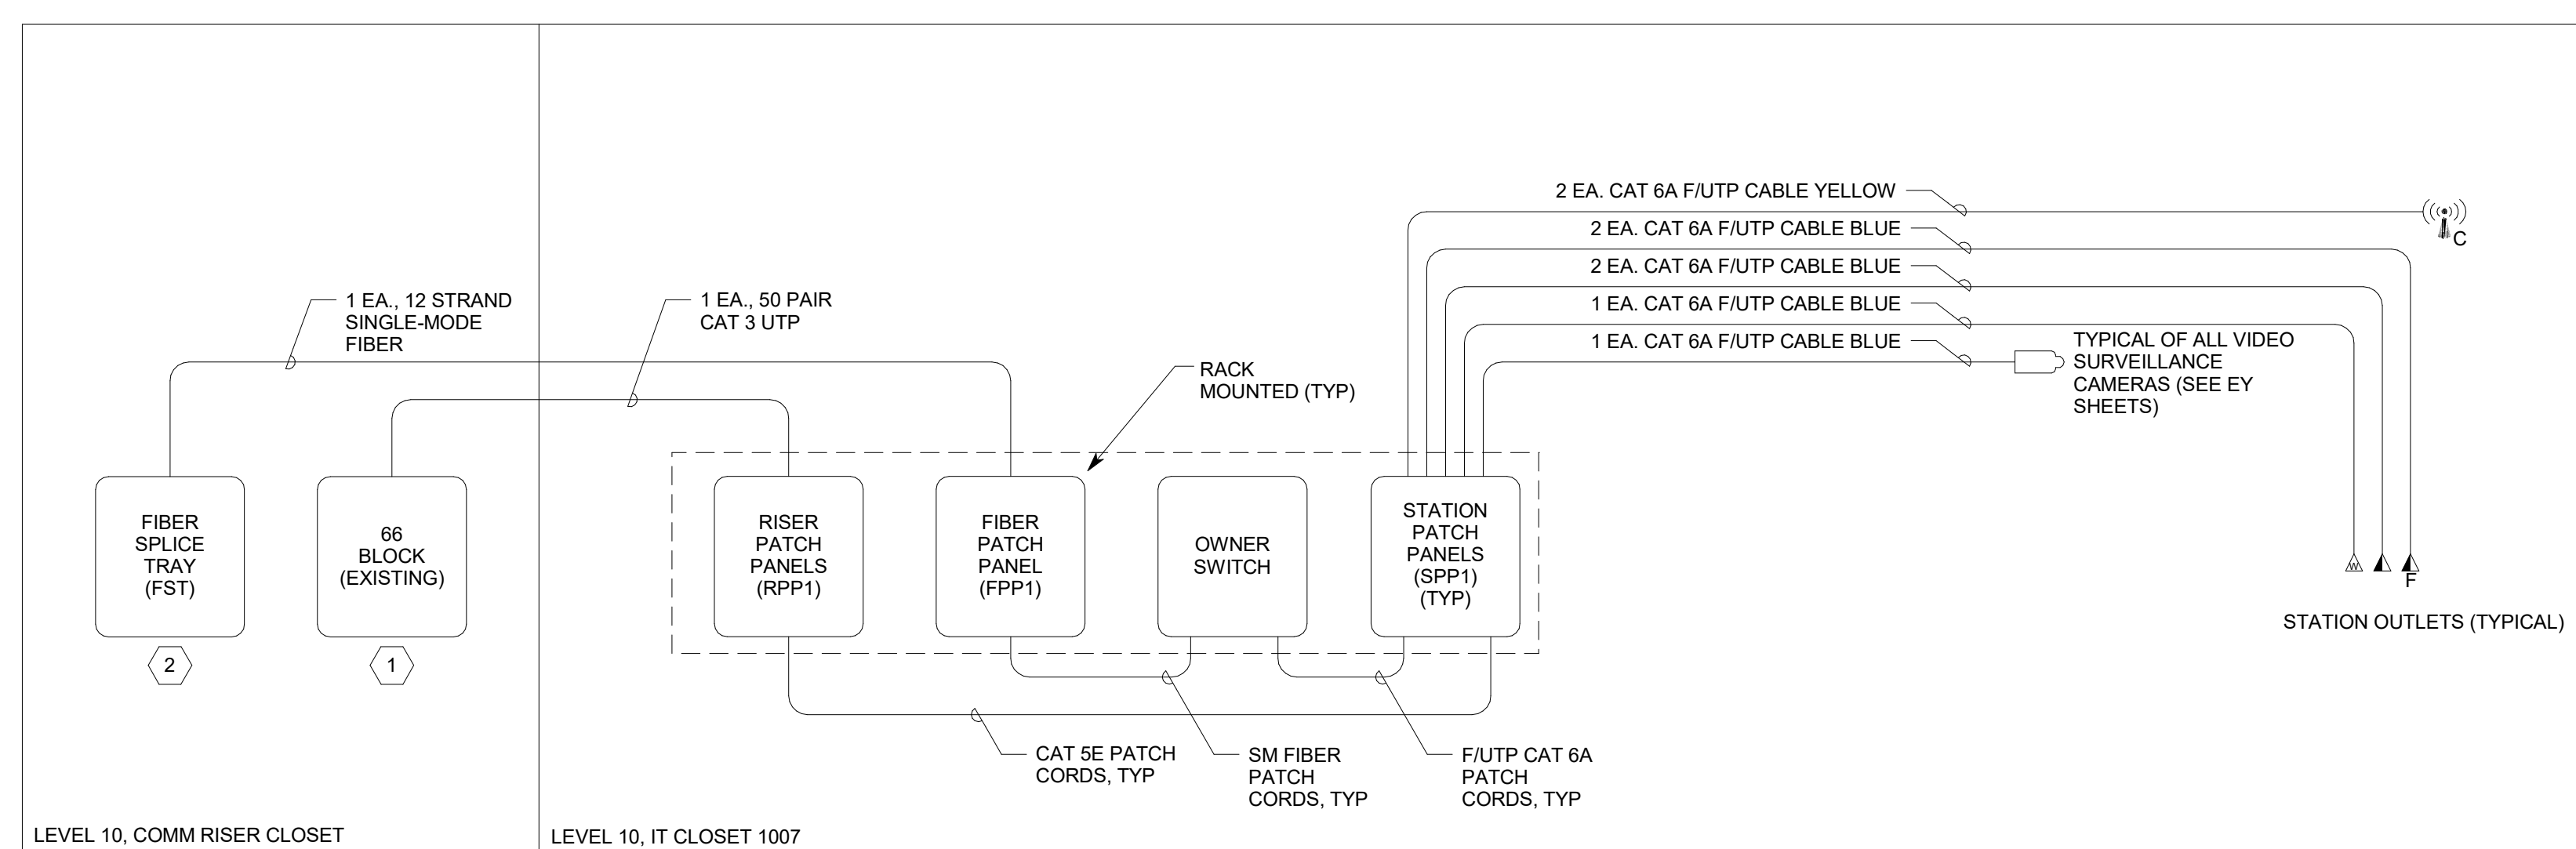 2 EA. CAT 6A F/UTP CABLE YELLOW
C
2 EA. CAT 6A F/UTP CABLE BLUE
2 EA. CAT 6A F/UTP CABLE BLUE
1 EA. CAT 6A F/UTP CABLE BLUE
1 EA. CAT 6A F/UTP CABLE BLUE
TYPICAL OF ALL VIDEO
SURVEILLANCE
CAMERAS (SEE EY
SHEETS)
1 EA., 12 STRAND
SINGLE-MODE
FIBER
1 EA., 50 PAIR
CAT 3 UTP
RACK
MOUNTED (TYP)
FIBER
SPLICE
TRAY
(FST)
66
BLOCK
(EXISTING)
RISER
PATCH
PANELS
(RPP1)
FIBER
PATCH
PANEL
(FPP1)
OWNER
SWITCH
STATION
PATCH
PANELS
(SPP1)
(TYP)
W
F
STATION OUTLETS (TYPICAL)
2
1
CAT 5E PATCH
CORDS, TYP
SM FIBER
PATCH
CORDS, TYP
F/UTP CAT 6A
PATCH
CORDS, TYP
LEVEL 10, COMM RISER CLOSET
LEVEL 10, IT CLOSET 1007